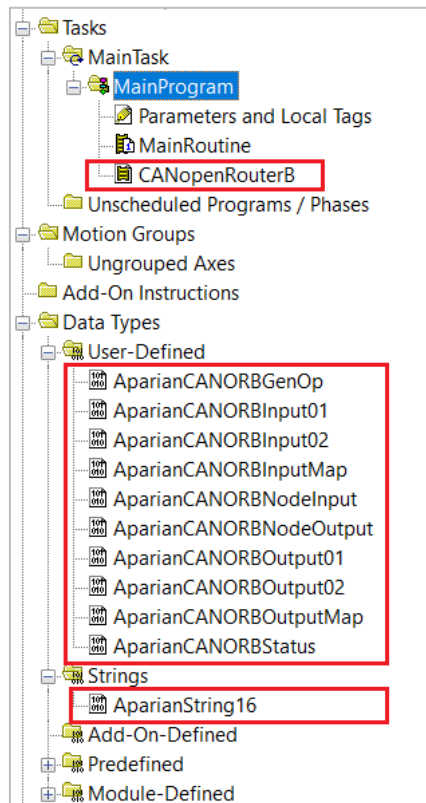 Tasks
MainTask
MainProgram
Parameters and Local Tags
MainRoutine
CANopenRouterB
Unscheduled Programs / Phases
Motion Groups
Ungrouped Axes
Add-On Instructions
Data Types
User-Defined
AparianCANORBGenOp
AparianCANORBInput01
AparianCANORBInput02
AparianCANORBInputMap
AparianCANORBNodeInput
AparianCANORBNodeOutput
AparianCANORBOutput01
AparianCANORBOutput02
AparianCANORBOutputMap
AparianCANORBStatus
Strings
AparianString16
Add-On-Defined
Predefined
Module-Defined